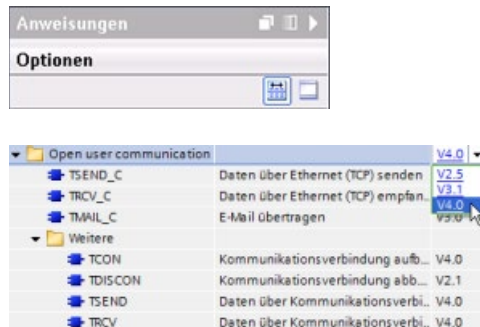 Anweisungen
Optionen
Open user communication V4.0
TSEND_C Daten über Ethernet (TCP) senden V2.5
V3.1
TRCV_C Daten über Ethernet (TCP) empfan... V4.0
TMAIL_C E-Mail übertragen V3.0
Weitere
TCON Kommunikationsverbindung aufb... V4.0
TDISCON Kommunikationsverbindung abb... V2.1
TSEND Daten über Kommunikationsverbi.. V4.0
TRCV Daten über Kommunikationsverbi.. V4.0